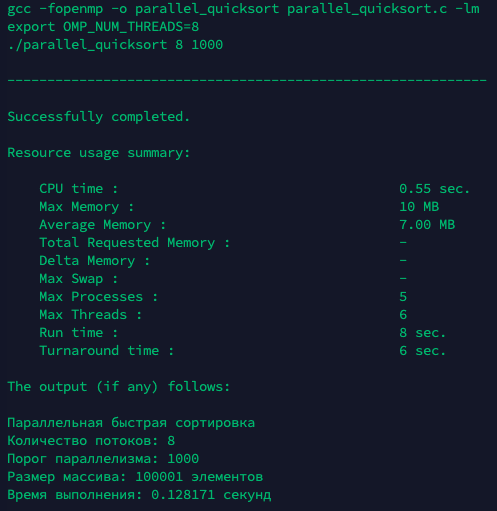 gcc -fopenmp -o parallel_quicksort parallel_quicksort.c -lm
export OMP_NUM_THREADS=8
./parallel_quicksort 8 1000
------------------------------------------------------------
Successfully completed.
Resource usage summary:
CPU time : 0.55 sec.
Max Memory : 10 MB
Average Memory : 7.00 MB
Total Requested Memory : -
Delta Memory : -
Max Swap : -
Max Processes : 5
Max Threads : 6
Run time : 8 sec.
Turnaround time : 6 sec.
The output (if any) follows:
Параллельная быстрая сортировка
Количество потоков: 8
Порог параллелизма: 1000
Размер массива: 100001 элементов
Время выполнения: 0.128171 секунд